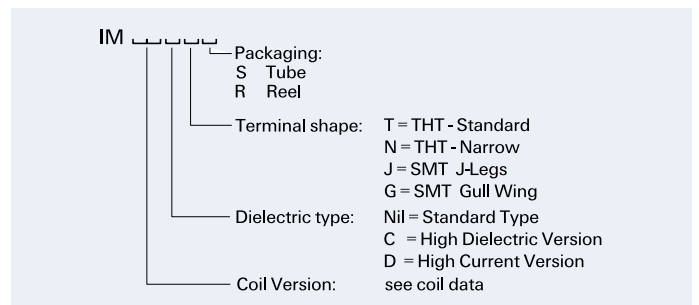 IM
Packaging:
S Tube
R Reel
Terminal shape: T = THT - Standard
N = THT - Narrow
J = SMT J-Legs
G = SMT Gull Wing
Dielectric type: Nil = Standard Type
C = High Dielectric Version
D = High Current Version
Coil Version: see coil data